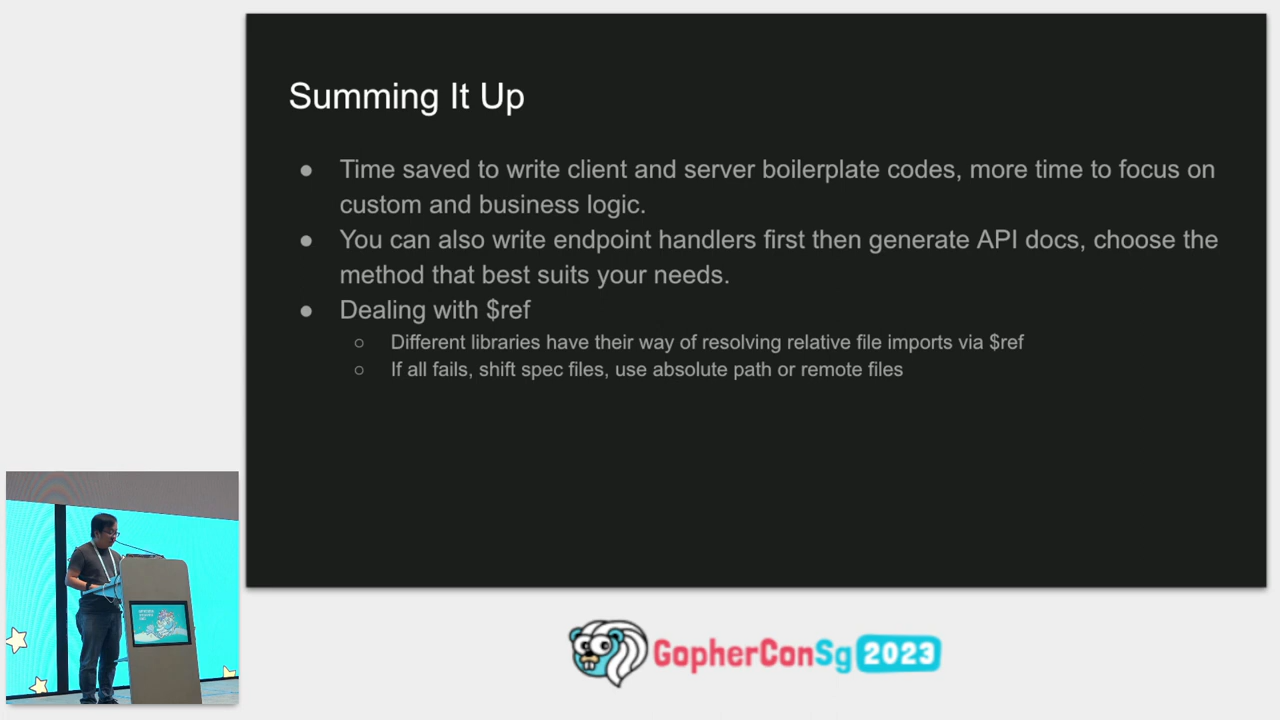 Summing It Up
● Time saved to write client and server boilerplate codes, more time to focus on
custom and business logic.
● You can also write endpoint handlers first then generate API docs, choose the
method that best suits your needs.
● Dealing with $ref
○ Different libraries have their way of resolving relative file imports via $ref
○ If all fails, shift spec files, use absolute path or remote files
GopherConSg 2023